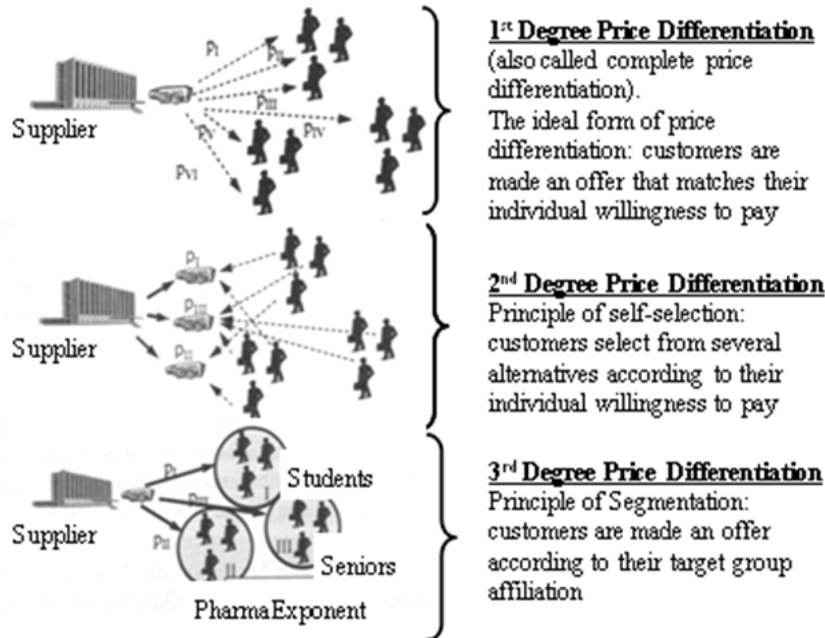 1st Degree Price Differentiation
(also called complete price
differentiation).
The ideal form of price
differentiation: customers are
made an offer that matches their
individual willingness to pay
Supplier
PI
PII
PIII
PIV
PV
PVI
2nd Degree Price Differentiation
Principle of self-selection:
customers select from several
alternatives according to their
individual willingness to pay
Supplier
PI
PIII
PII
3rd Degree Price Differentiation
Principle of Segmentation:
customers are made an offer
according to their target group
affiliation
Supplier
PI
PIII
PII
I
Students
III
Seniors
II
PharmaExponent